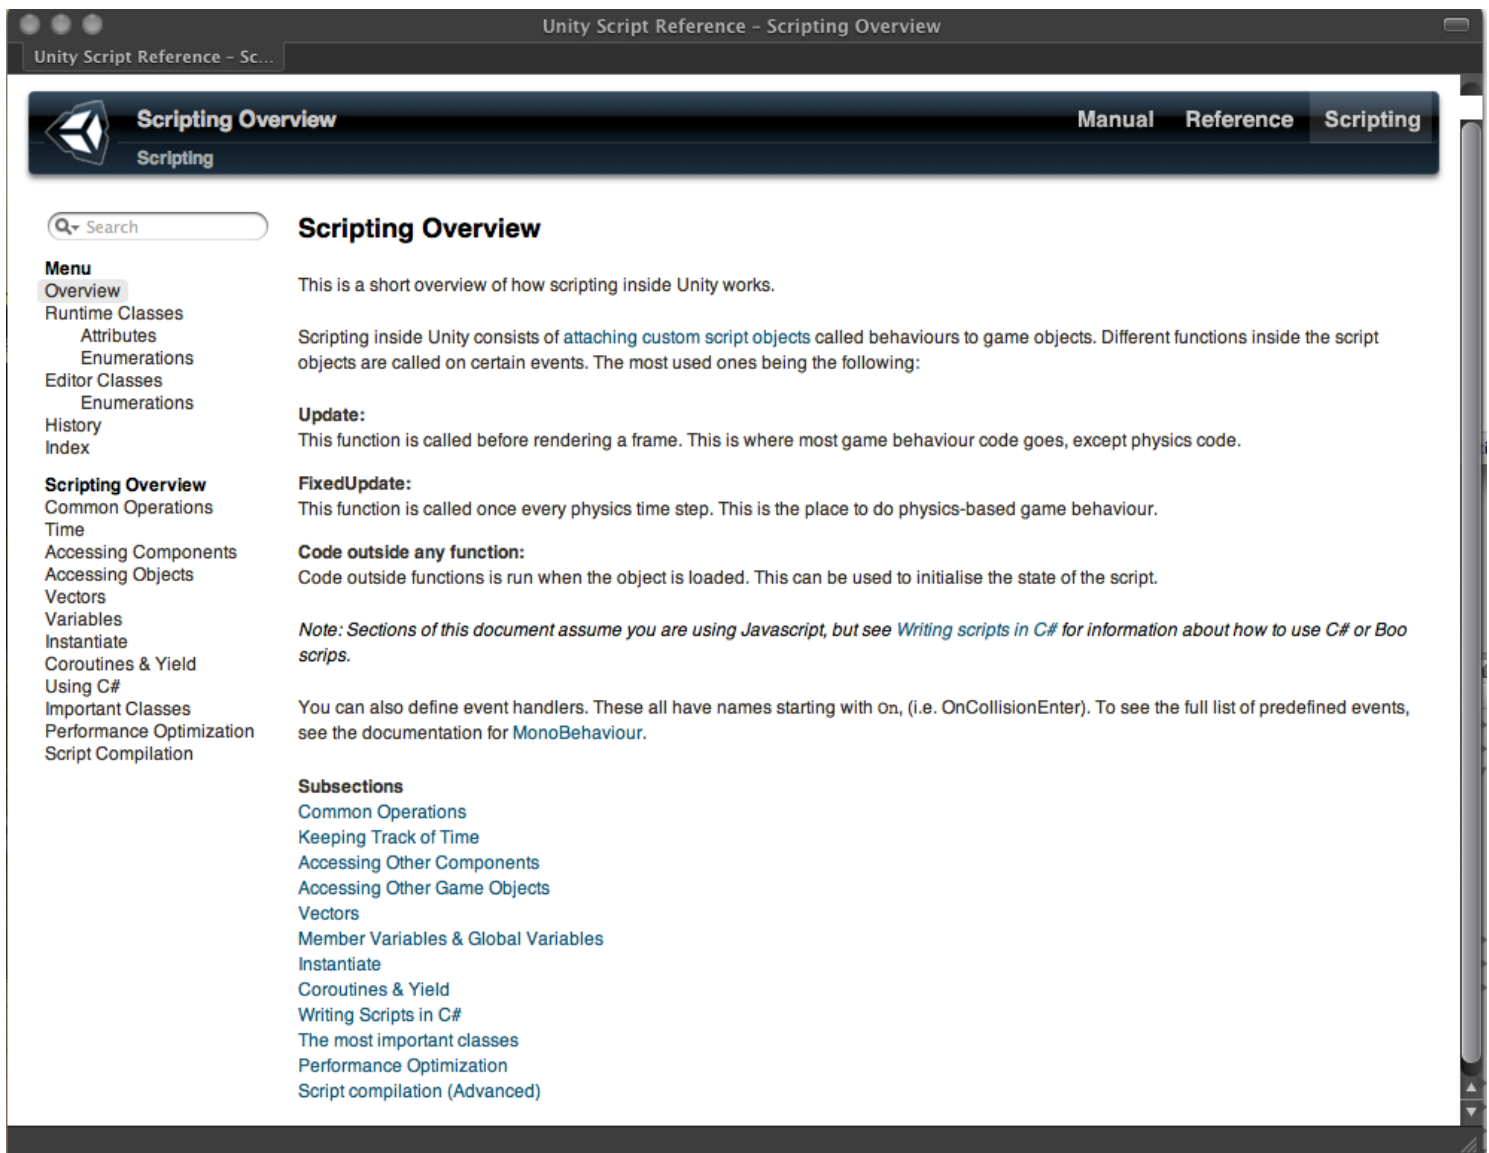 Unity Script Reference – Scripting Overview
Unity Script Reference – Sc...
Scripting Overview
Manual Reference Scripting
Scripting
Search
Menu
Overview
Runtime Classes
Attributes
Enumerations
Editor Classes
Enumerations
History
Index
Scripting Overview
Common Operations
Time
Accessing Components
Accessing Objects
Vectors
Variables
Instantiate
Coroutines & Yield
Using C#
Important Classes
Performance Optimization
Script Compilation
Scripting Overview
This is a short overview of how scripting inside Unity works.
Scripting inside Unity consists of attaching custom script objects called behaviours to game objects. Different functions inside the script
objects are called on certain events. The most used ones being the following:
Update:
This function is called before rendering a frame. This is where most game behaviour code goes, except physics code.
FixedUpdate:
This function is called once every physics time step. This is the place to do physics-based game behaviour.
Code outside any function:
Code outside functions is run when the object is loaded. This can be used to initialise the state of the script.
Note: Sections of this document assume you are using Javascript, but see Writing scripts in C# for information about how to use C# or Boo
scrips.
You can also define event handlers. These all have names starting with On, (i.e. OnCollisionEnter). To see the full list of predefined events,
see the documentation for MonoBehaviour.
Subsections
Common Operations
Keeping Track of Time
Accessing Other Components
Accessing Other Game Objects
Vectors
Member Variables & Global Variables
Instantiate
Coroutines & Yield
Writing Scripts in C#
The most important classes
Performance Optimization
Script compilation (Advanced)